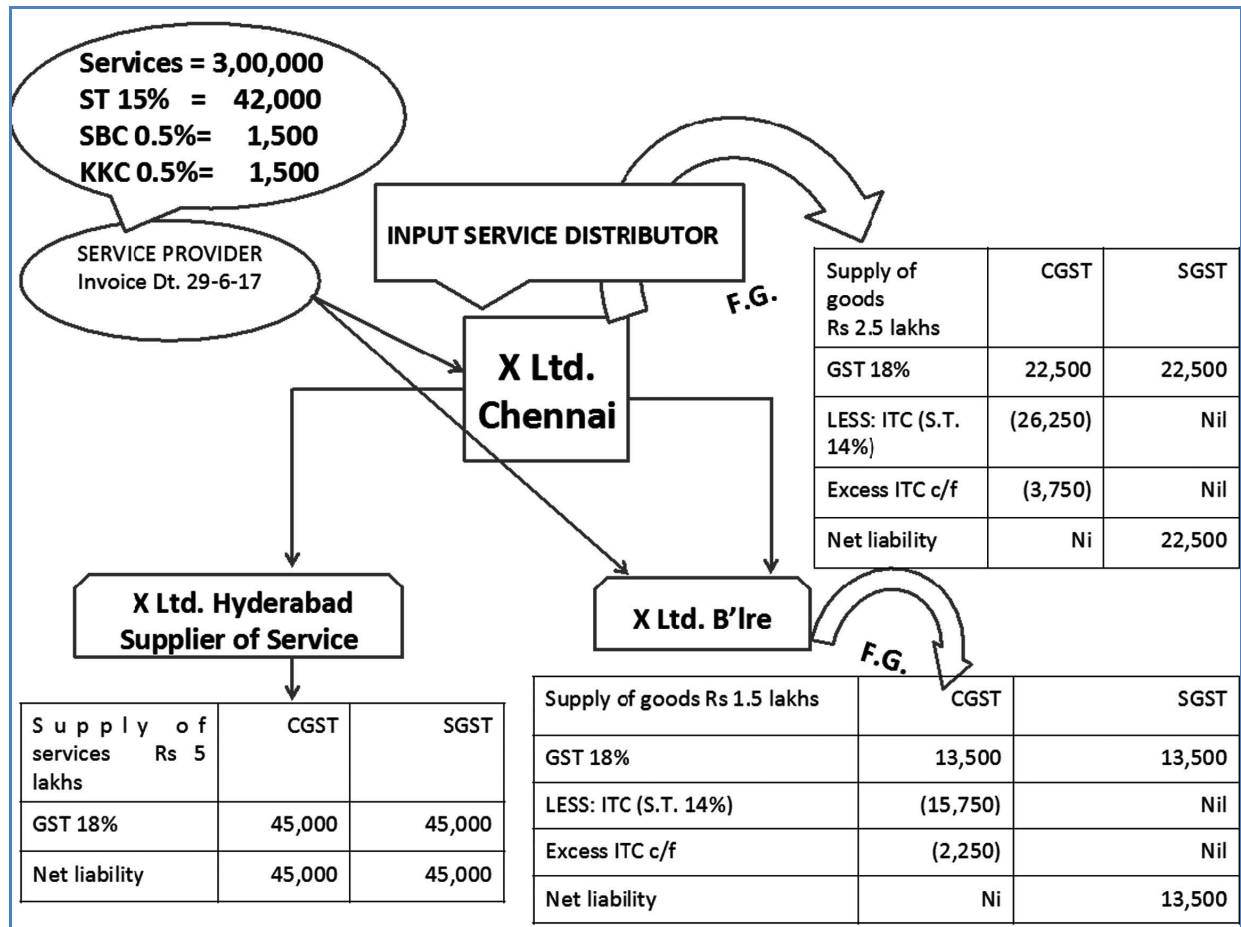 Services = 3,00,000
ST 15% = 42,000
SBC 0.5%= 1,500
KKC 0.5%= 1,500
SERVICE PROVIDER
Invoice Dt. 29-6-17
INPUT SERVICE DISTRIBUTOR
F.G.
X Ltd.
Chennai
Supply of CGST SGST
goods
Rs 2.5 lakhs
GST 18% 22,500 22,500
LESS: ITC (S.T. (26,250) Nil
14%)
Excess ITC c/f (3,750) Nil
Net liability Ni 22,500
X Ltd. Hyderabad
Supplier of Service
X Ltd. B’lre
F.G.
Supply of CGST SGST
services Rs 5
lakhs
GST 18% 45,000 45,000
Net liability 45,000 45,000
Supply of goods Rs 1.5 lakhs CGST SGST
GST 18% 13,500 13,500
LESS: ITC (S.T. 14%) (15,750) Nil
Excess ITC c/f (2,250) Nil
Net liability Ni 13,500